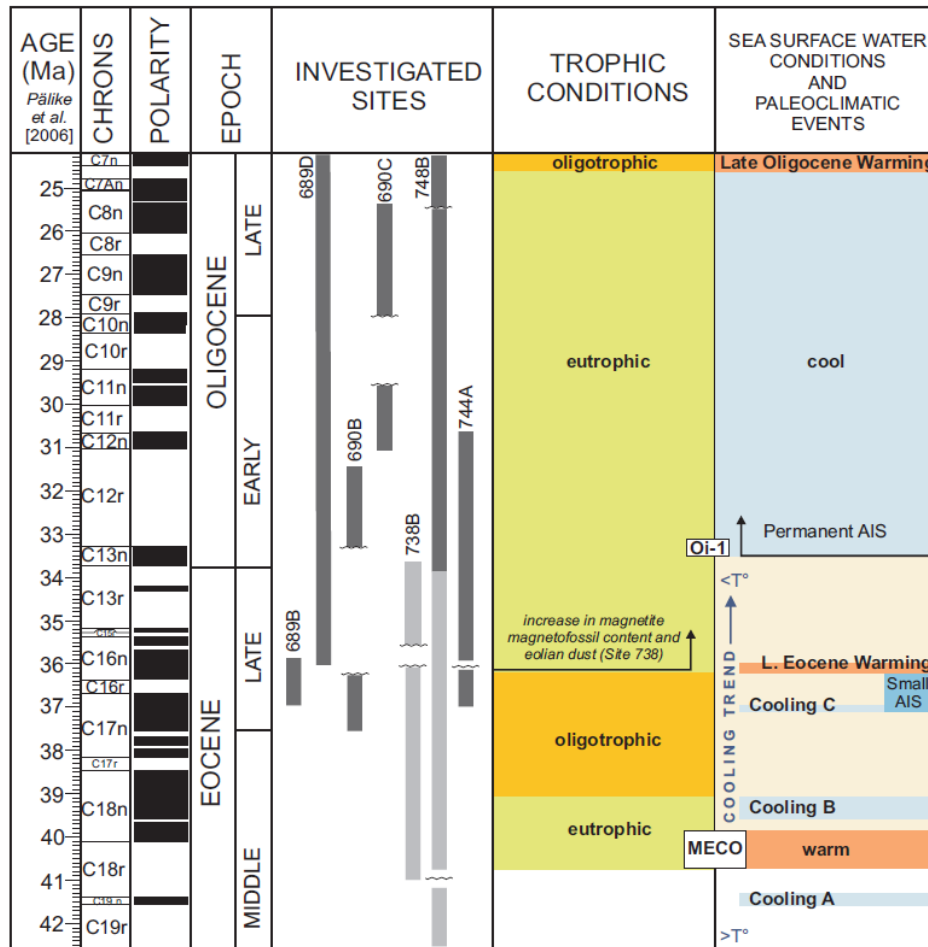 AGE
(Ma)
Pälike
et al.
[2006]
CHRONS
POLARITY
EPOCH
INVESTIGATED
SITES
TROPHIC
CONDITIONS
SEA SURFACE WATER
CONDITIONS
AND
PALEOCLIMATIC
EVENTS
25
26
27
28
29
30
31
32
33
34
35
36
37
38
39
40
41
42
C7n
C7An
C8n
C8r
C9n
C9r
C10n
C10r
C11n
C11r
C12n
C12r
C13n
C13r
C16n
C16r
C17n
C17r
C18n
C18r
C19 n
C19r
OLIGOCENE
EOCENE
LATE
EARLY
LATE
MIDDLE
689D
690C
748B
744A
690B
738B
689B
oligotrophic
eutrophic
increase in magnetite
magnetofossil content and
eolian dust (Site 738)
oligotrophic
eutrophic
Late Oligocene Warming
cool
Permanent AIS
Oi-1
<T°
COOLING TREND
L. Eocene Warming
Small
AIS
Cooling C
Cooling B
MECO
warm
Cooling A
>T°